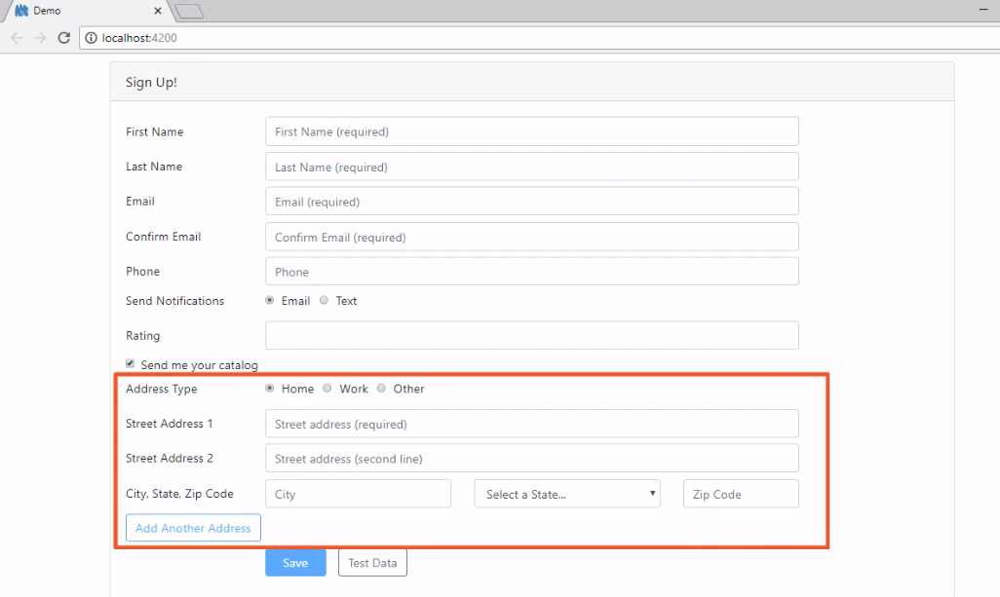 Demo
localhost:4200
Sign Up!
First Name First Name (required)
Last Name Last Name (required)
Email Email (required)
Confirm Email Confirm Email (required)
Phone Phone
Send Notifications Email Text
Rating
Send me your catalog
Address Type Home Work Other
Street Address 1 Street address (required)
Street Address 2 Street address (second line)
City, State, Zip Code City Select a State... Zip Code
Add Another Address
Save Test Data